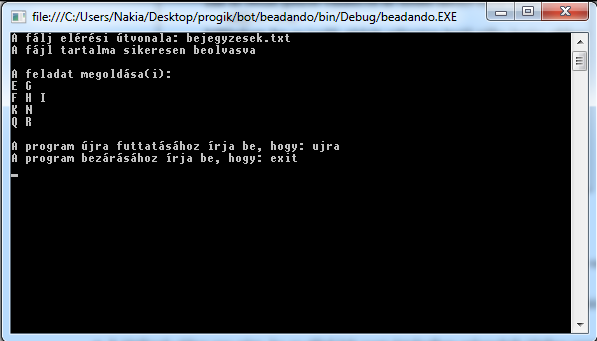 file:///C:/Users/Nakia/Desktop/progik/bot/beadando/bin/Debug/beadando.EXE
A fálj elérési útvonala: bejegyzesek.txt
A fájl tartalma sikeresen beolvasva
A feladat megoldása(i):
E G
F H I
K N
Q R
A program újra futtatásához írja be, hogy: ujra
A program bezárásához írja be, hogy: exit